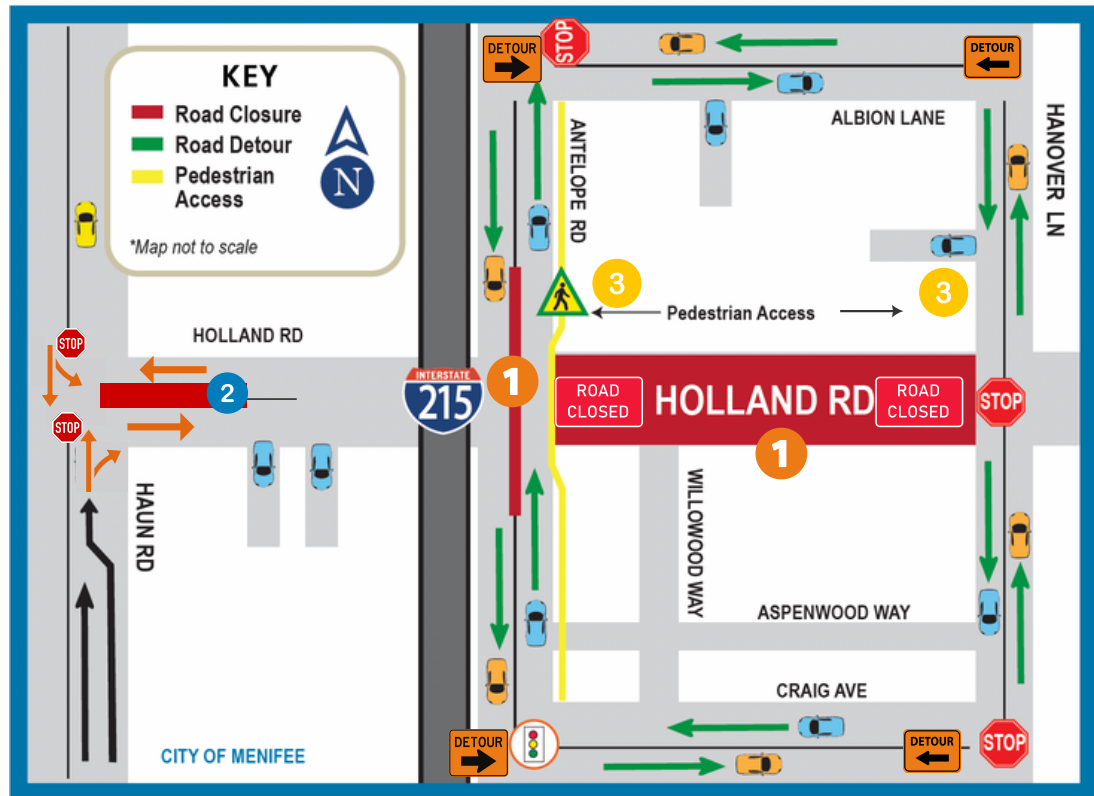 KEY
Road Closure
Road Detour
Pedestrian
Access
*Map not to scale
N
DETOUR
STOP
DETOUR
ALBION LANE
ANTELOPE RD
HANOVER LN
3
3
Pedestrian Access
HOLLAND RD
STOP
2
STOP
INTERSTATE
215
1
ROAD
CLOSED
HOLLAND RD
ROAD
CLOSED
STOP
1
HAUN RD
WILLOWOOD WAY
ASPENWOOD WAY
CRAIG AVE
CITY OF MENIFEE
DETOUR
DETOUR
STOP